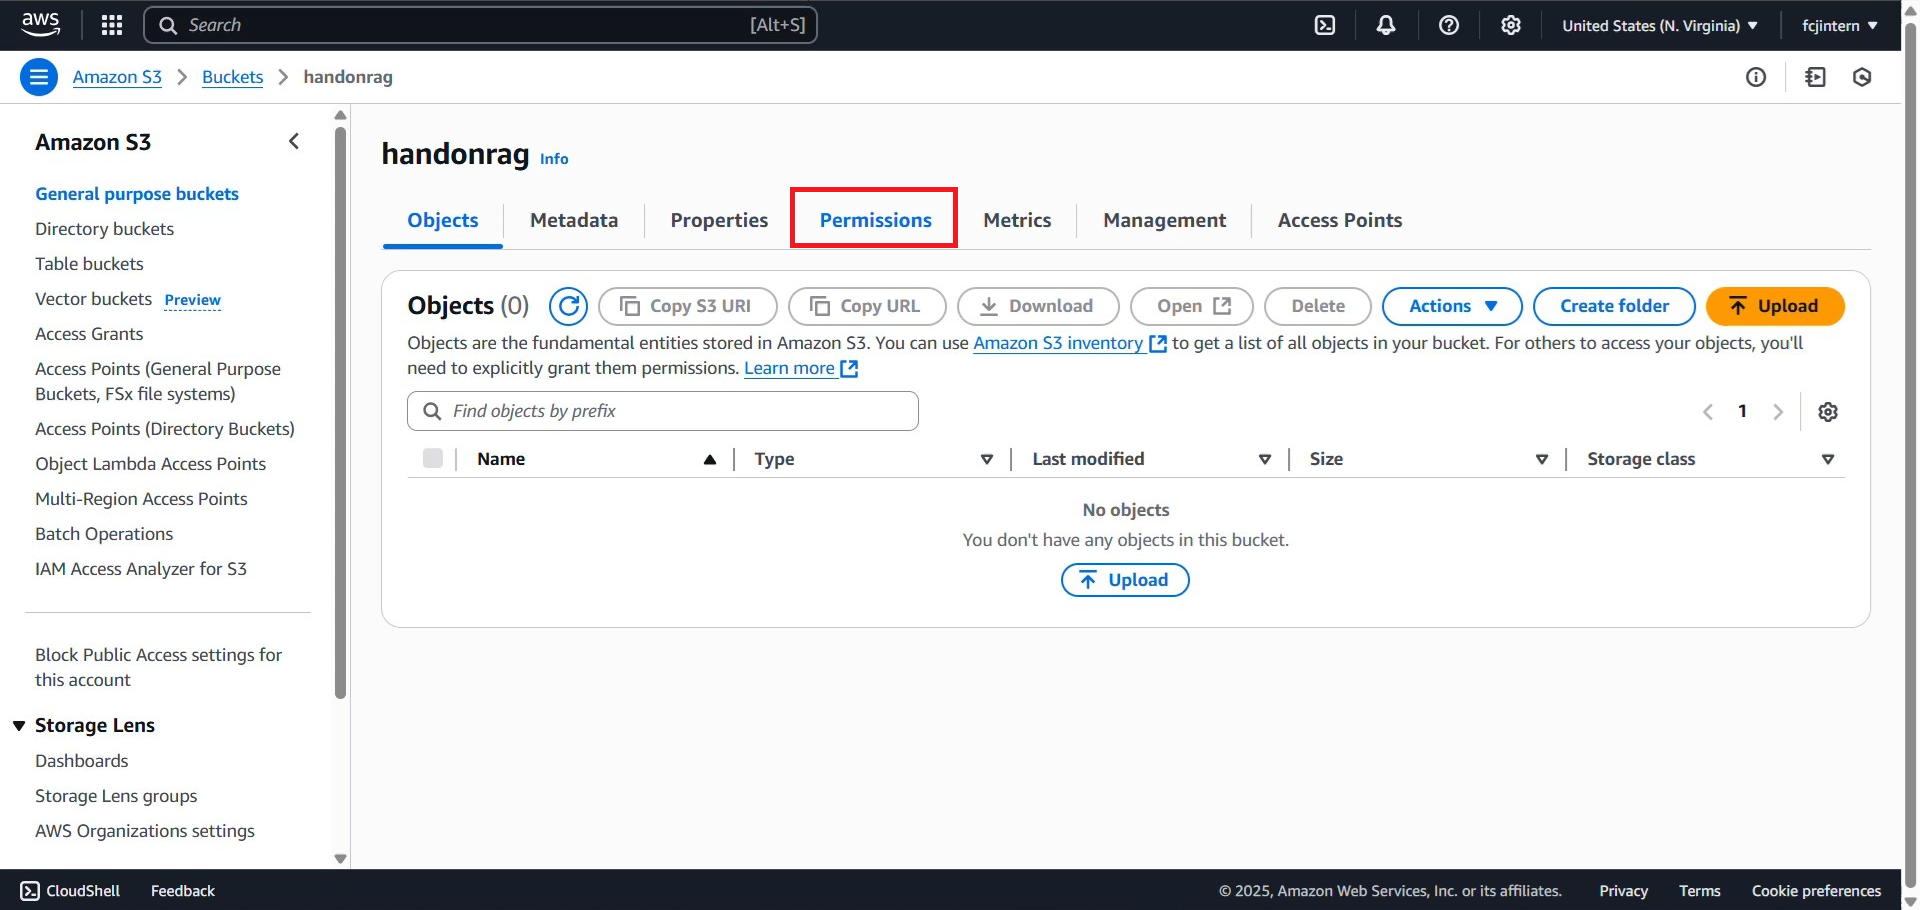 aws
Search [Alt+S]
United States (N. Virginia)
fcjintern
Amazon S3 > Buckets > handonrag
Amazon S3
General purpose buckets
Directory buckets
Table buckets
Vector buckets Preview
Access Grants
Access Points (General Purpose
Buckets, FSx file systems)
Access Points (Directory Buckets)
Object Lambda Access Points
Multi-Region Access Points
Batch Operations
IAM Access Analyzer for S3
Block Public Access settings for
this account
Storage Lens
Dashboards
Storage Lens groups
AWS Organizations settings
handonrag Info
Objects Metadata Properties Permissions Metrics Management Access Points
Objects (0) Copy S3 URI Copy URL Download Open Delete Actions Create folder Upload
Objects are the fundamental entities stored in Amazon S3. You can use Amazon S3 inventory to get a list of all objects in your bucket. For others to access your objects, you'll
need to explicitly grant them permissions. Learn more
Find objects by prefix
1
Name Type Last modified Size Storage class
No objects
You don't have any objects in this bucket.
Upload
CloudShell Feedback © 2025, Amazon Web Services, Inc. or its affiliates. Privacy Terms Cookie preferences